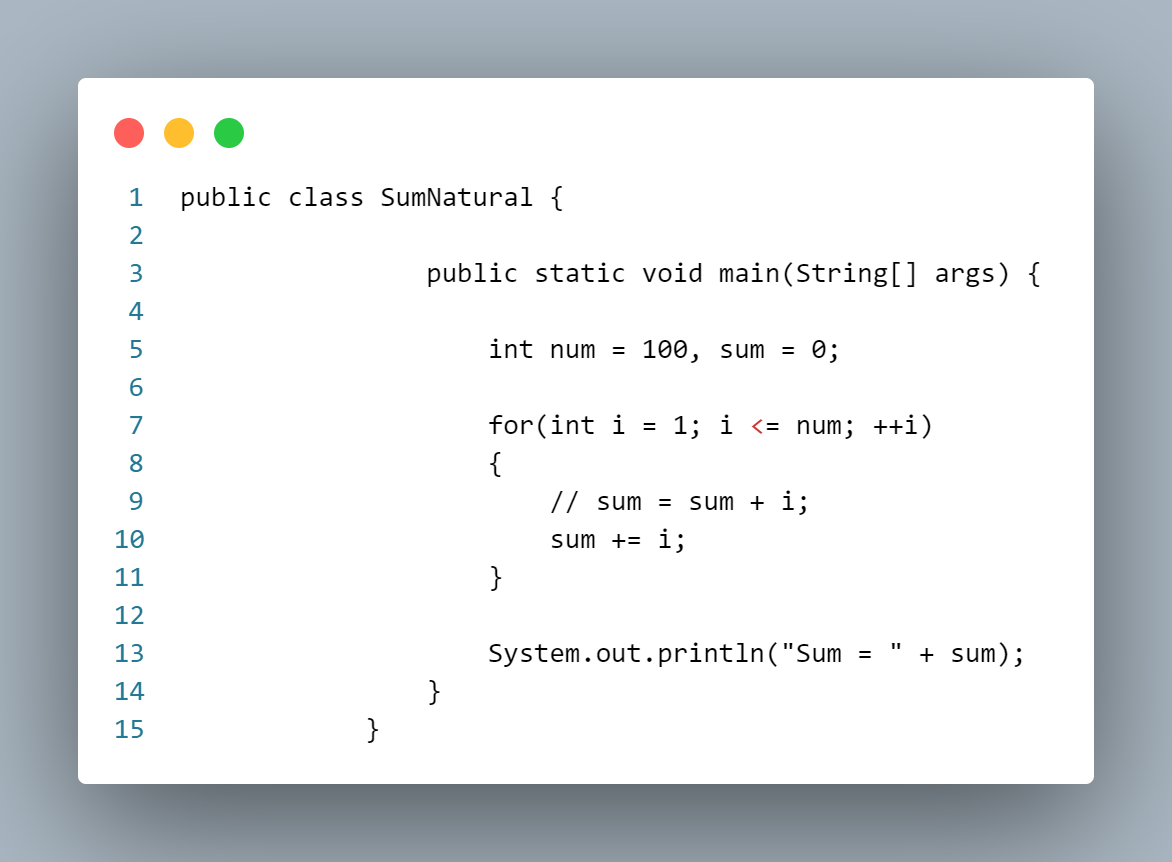 1 public class SumNatural {
2
3 public static void main(String[] args) {
4
5 int num = 100, sum = 0;
6
7 for(int i = 1; i <= num; ++i)
8 {
9 // sum = sum + i;
10 sum += i;
11 }
12
13 System.out.println("Sum = " + sum);
14 }
15 }